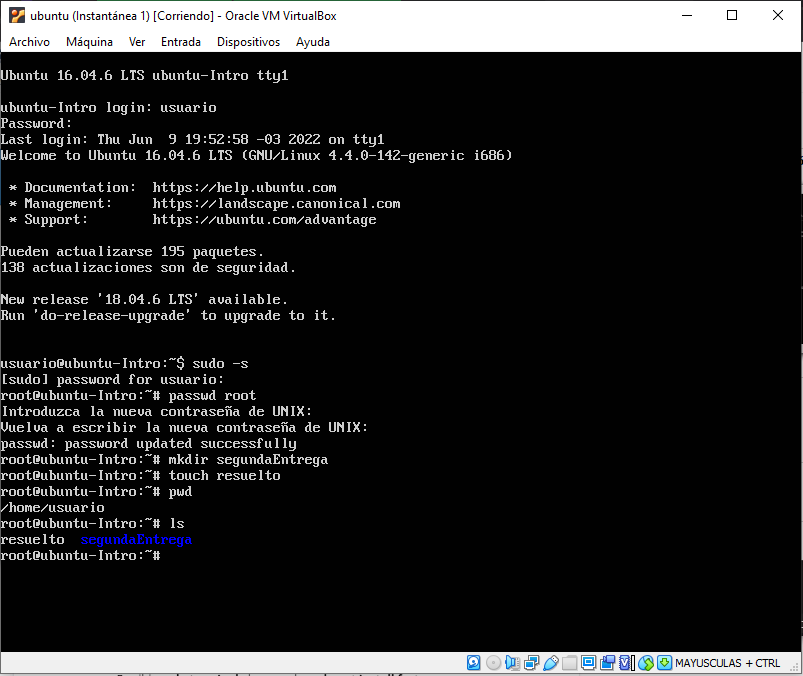 ubuntu (Instantánea 1) [Corriendo] - Oracle VM VirtualBox
Archivo Máquina Ver Entrada Dispositivos Ayuda
Ubuntu 16.04.6 LTS ubuntu-Intro tty1
ubuntu-Intro login: usuario
Password:
Last login: Thu Jun  9 19:52:58 -03 2022 on tty1
Welcome to Ubuntu 16.04.6 LTS (GNU/Linux 4.4.0-142-generic i686)
* Documentation:  https://help.ubuntu.com
* Management:     https://landscape.canonical.com
* Support:        https://ubuntu.com/advantage
Pueden actualizarse 195 paquetes.
138 actualizaciones son de seguridad.
New release '18.04.6 LTS' available.
Run 'do-release-upgrade' to upgrade to it.
usuario@ubuntu-Intro:~$ sudo -s
[sudo] password for usuario:
root@ubuntu-Intro:~# passwd root
Introduzca la nueva contraseña de UNIX:
Vuelva a escribir la nueva contraseña de UNIX:
passwd: password updated successfully
root@ubuntu-Intro:~# mkdir segundaEntrega
root@ubuntu-Intro:~# touch resuelto
root@ubuntu-Intro:~# pwd
/home/usuario
root@ubuntu-Intro:~# ls
resuelto  segundaEntrega
root@ubuntu-Intro:~#
MAYUSCULAS + CTRL